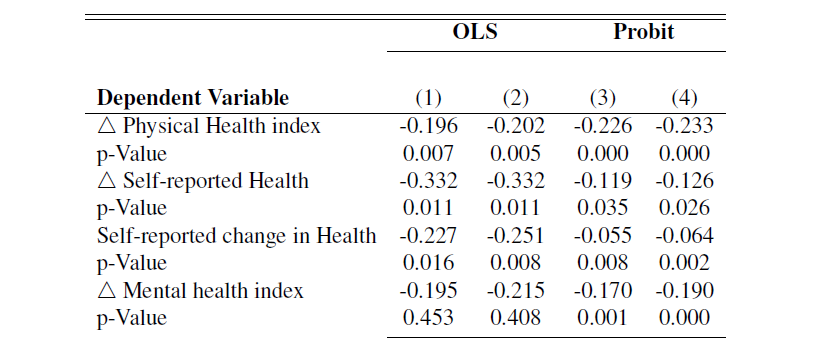 OLS Probit
Dependent Variable (1) (2) (3) (4)
△ Physical Health index -0.196 -0.202 -0.226 -0.233
p-Value 0.007 0.005 0.000 0.000
△ Self-reported Health -0.332 -0.332 -0.119 -0.126
p-Value 0.011 0.011 0.035 0.026
Self-reported change in Health -0.227 -0.251 -0.055 -0.064
p-Value 0.016 0.008 0.008 0.002
△ Mental health index -0.195 -0.215 -0.170 -0.190
p-Value 0.453 0.408 0.001 0.000